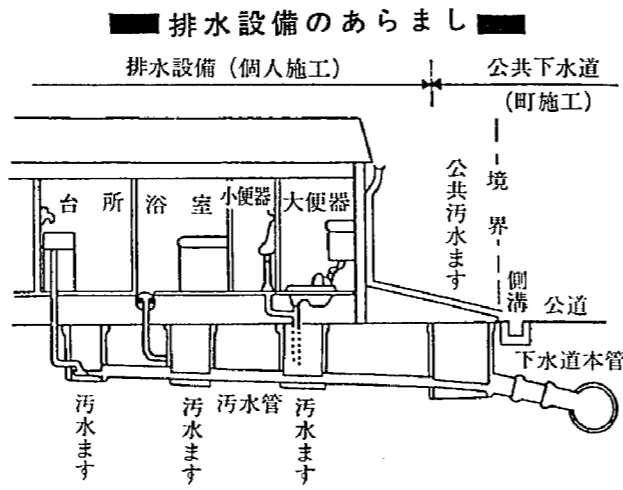 排水設備のあらまし
排水設備（個人施工）
公共下水道
（町施工）
台所
浴室
小便器
大便器
公共汚水ます
境界
側溝
公道
下水道本管
汚水ます
汚水ます
汚水管
汚水ます